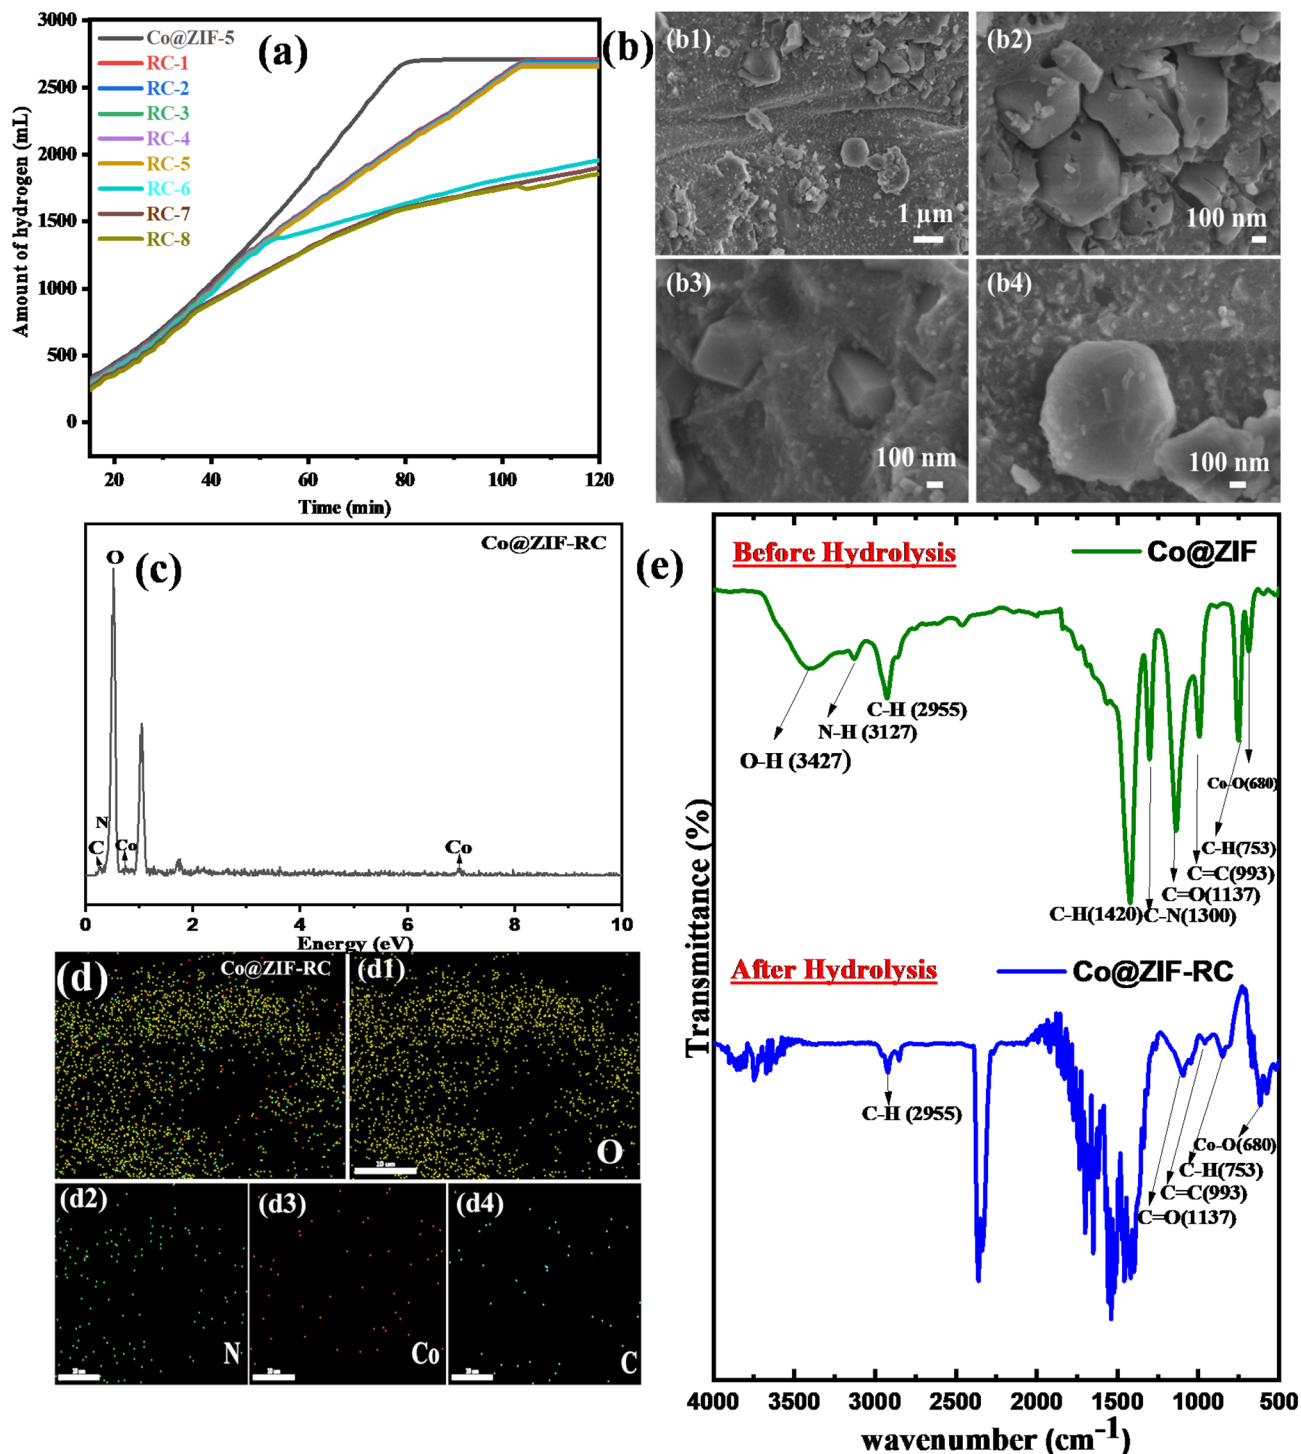 (a)
Co@ZIF-5
RC-1
RC-2
RC-3
RC-4
RC-5
RC-6
RC-7
RC-8
3000
2500
2000
1500
1000
500
0
Amount of hydrogen (mL)
20 40 60 80 100 120
Time (min)
(b)
(b1)
1 µm
(b2)
100 nm
(b3)
100 nm
(b4)
100 nm
(c)
Co@ZIF-RC
O
N
C
Co
Co
0 2 4 6 8 10
Energy (eV)
(d)
Co@ZIF-RC
(d1)
O
10 um
(d2)
N
(d3)
Co
(d4)
C
(e)
Before Hydrolysis
Co@ZIF
O-H (3427)
N-H (3127)
C-H (2955)
C-H(1420)
C-N(1300)
C=O(1137)
C=C(993)
C-H(753)
Co-O(680)
After Hydrolysis
Co@ZIF-RC
C-H (2955)
Co-O(680)
C-H(753)
C=C(993)
C=O(1137)
Transmittance (%)
4000 3500 3000 2500 2000 1500 1000 500
wavenumber (cm-1)